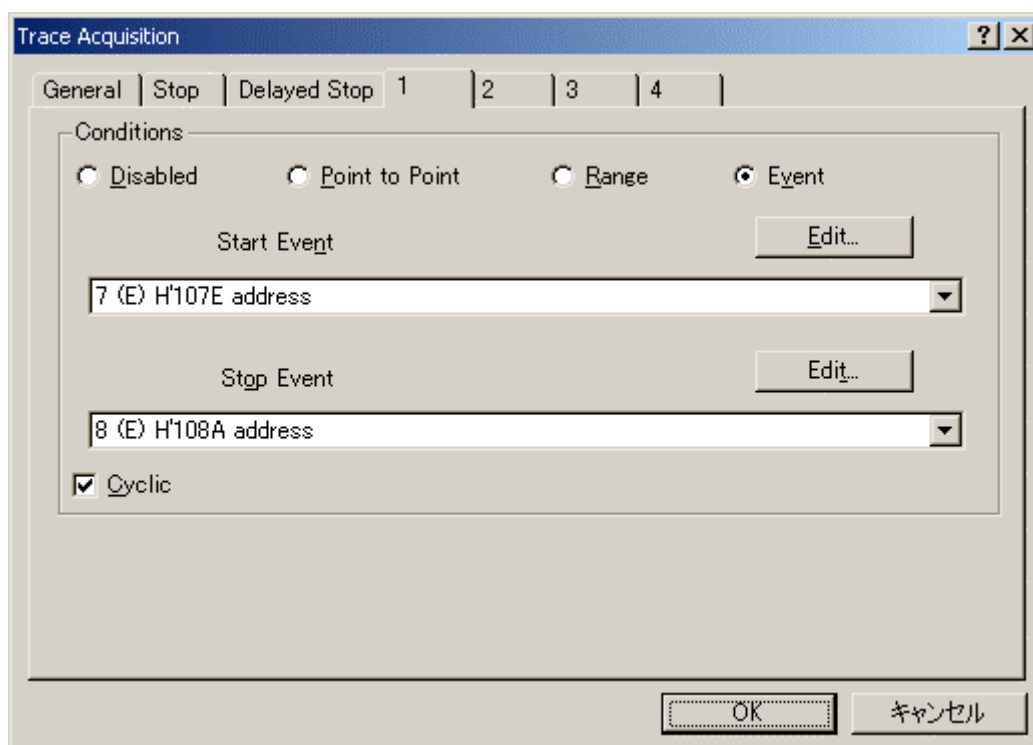 Trace Acquisition
General Stop Delayed Stop 1 2 3 4
Conditions
Disabled Point to Point Range Event
Start Event Edit...
7 (E) H'107E address
Stop Event Edit...
8 (E) H'108A address
Cyclic
OK キャンセル